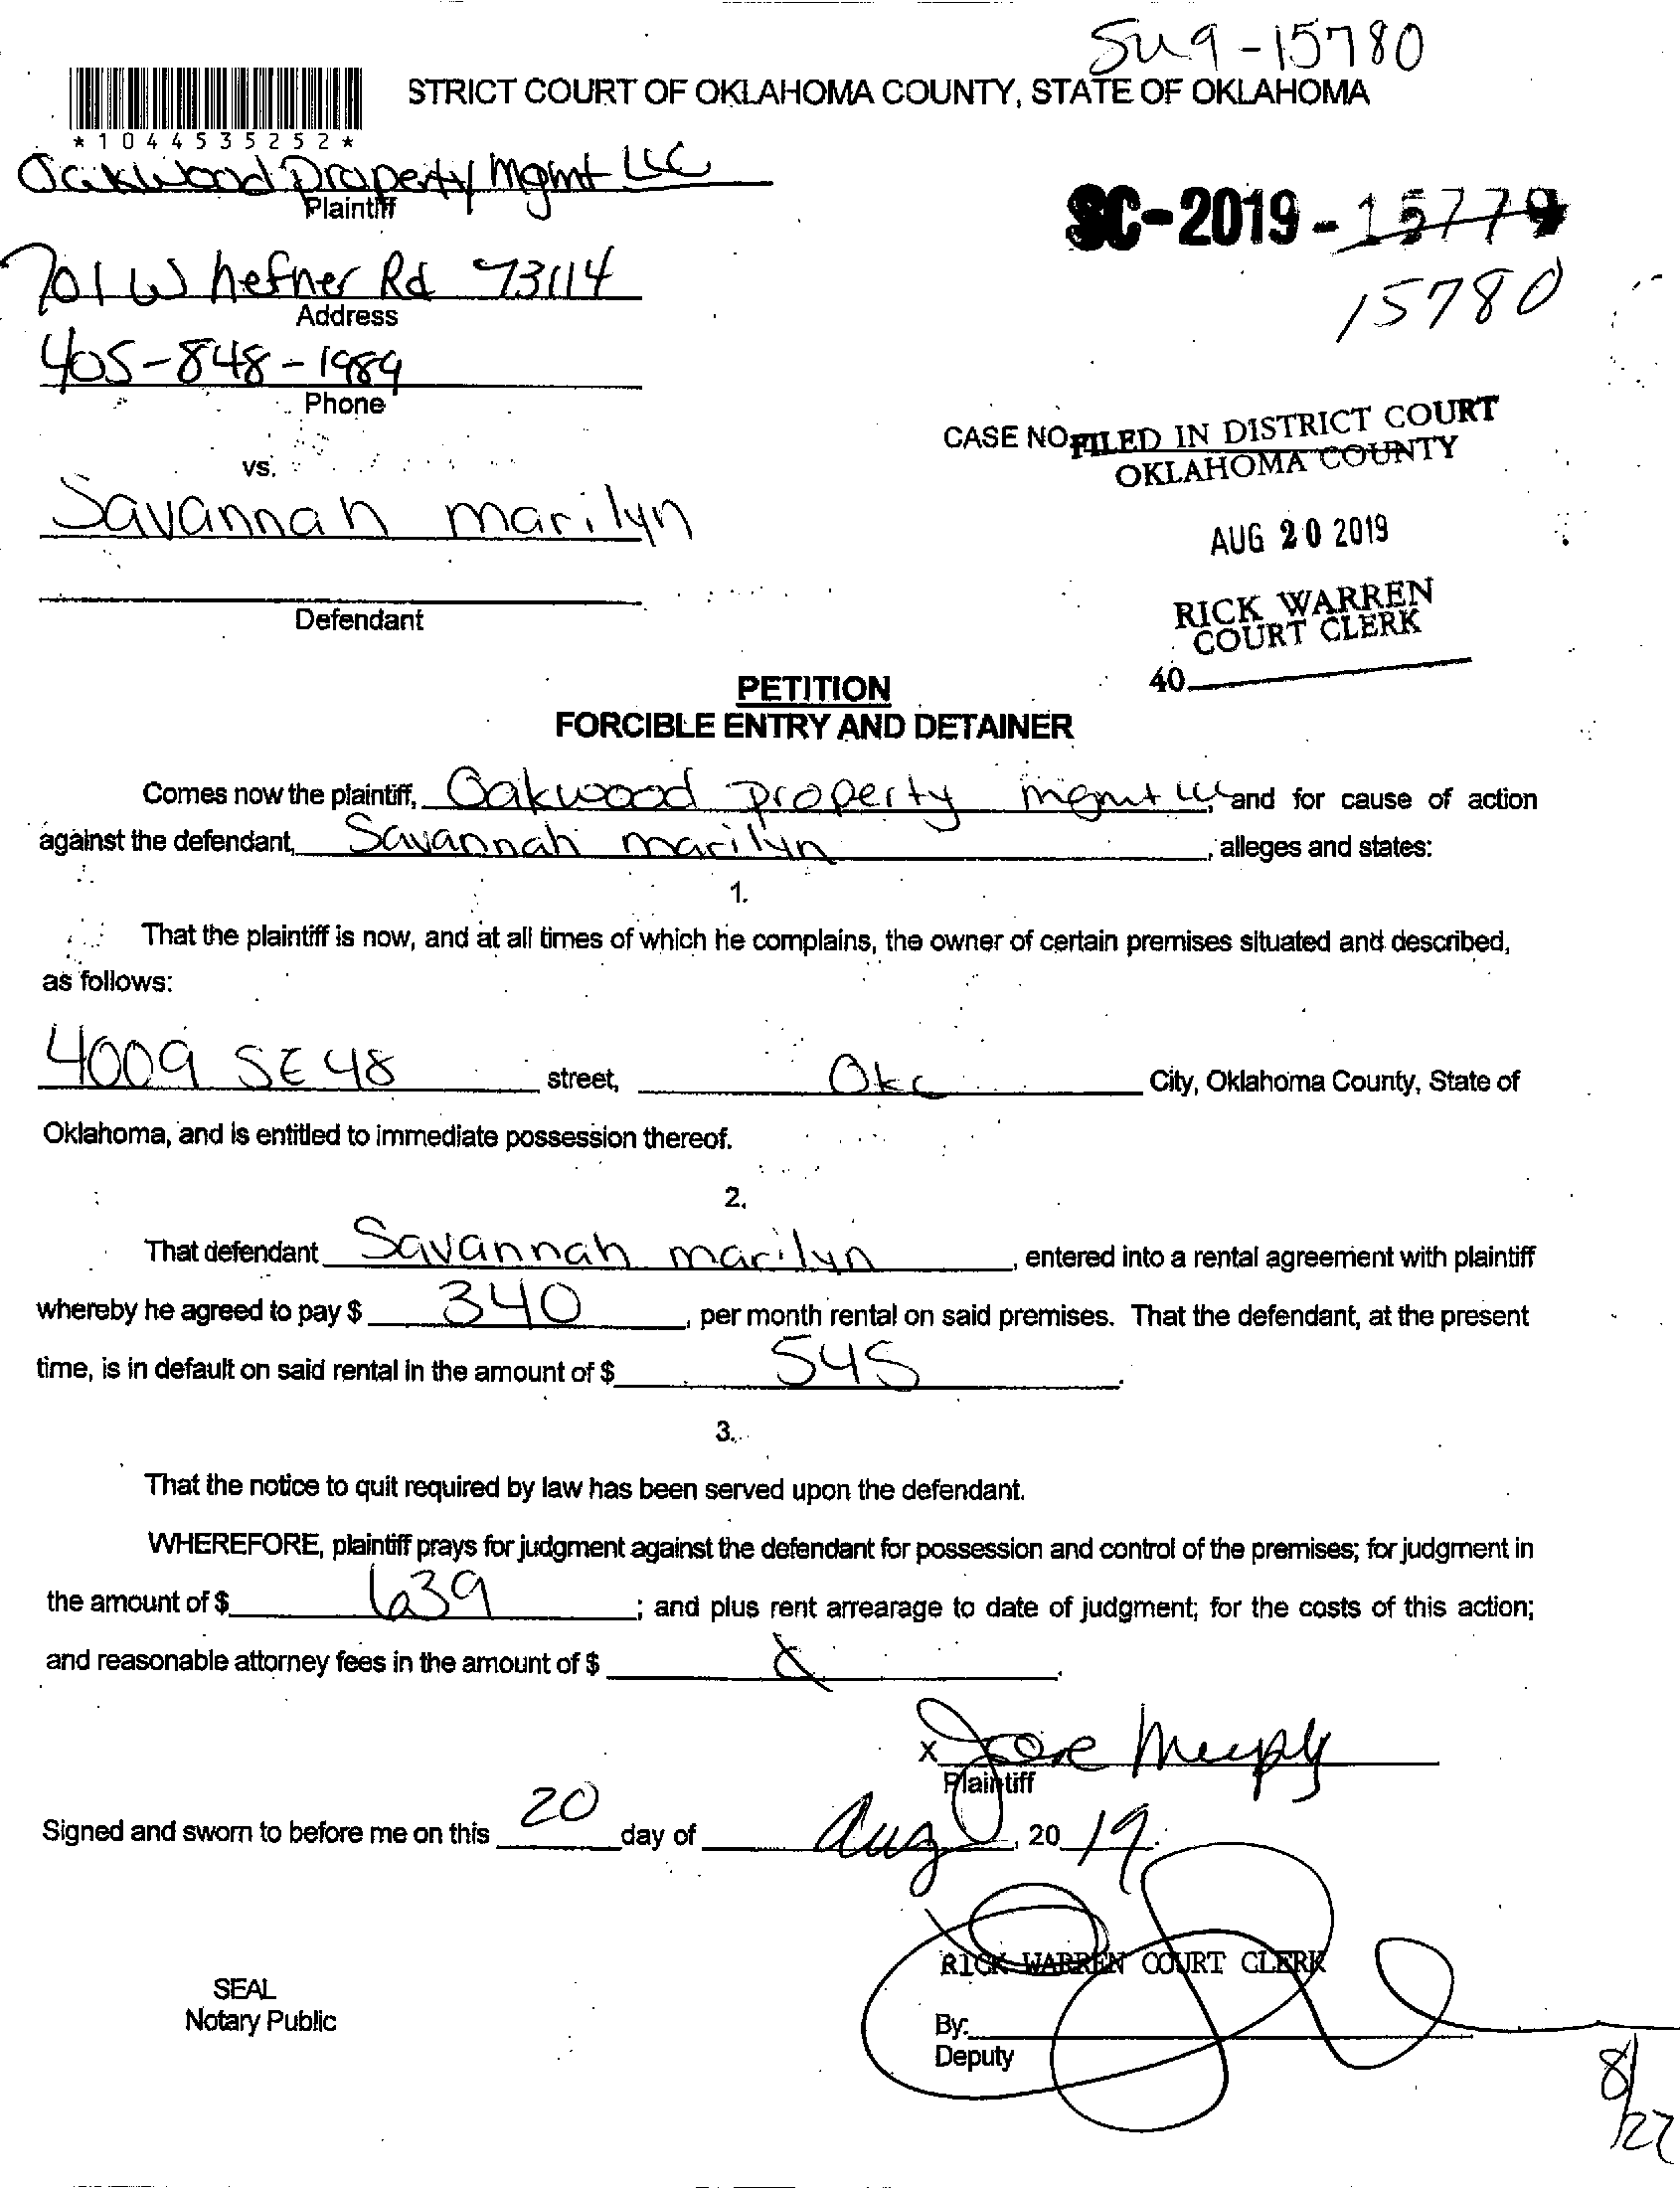 15780
STRICT COURT OF OKLAHOMA COUNTY, STATE OF OKLAHOMA
*1044535252*
Oakwood Property Mgmt LLC
Plaintiff
SC-2019-15779
701 W hefner Rd 73114
Address
15780
405-848-1989
Phone
CASE NO.
FILED IN DISTRICT COURT
OKLAHOMA COUNTY
vs.
Savannah marilyn
AUG 20 2019
Defendant
RICK WARREN
COURT CLERK
40
PETITION
FORCIBLE ENTRY AND DETAINER
Comes now the plaintiff, Oakwood property mgmt LLC, and for cause of action
against the defendant, Savannah marilyn, alleges and states:
1.
That the plaintiff is now, and at all times of which he complains, the owner of certain premises situated and described,
as follows:
4009 SE 48 street, Okc City, Oklahoma County, State of
Oklahoma, and is entitled to immediate possession thereof.
2.
That defendant Savannah marilyn, entered into a rental agreement with plaintiff
whereby he agreed to pay $ 340, per month rental on said premises. That the defendant, at the present
time, is in default on said rental in the amount of $ 545.
3.
That the notice to quit required by law has been served upon the defendant.
WHEREFORE, plaintiff prays for judgment against the defendant for possession and control of the premises; for judgment in
the amount of $ 639; and plus rent arrearage to date of judgment; for the costs of this action;
and reasonable attorney fees in the amount of $
X
Plaintiff
Signed and sworn to before me on this 20 day of Aug, 20 19.
RICK WARREN COURT CLERK
SEAL
Notary Public
By:
Deputy
8/27